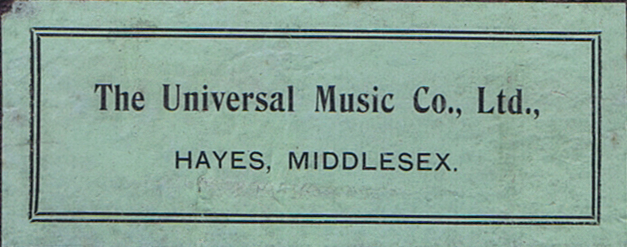 The Universal Music Co., Ltd.,
HAYES, MIDDLESEX.